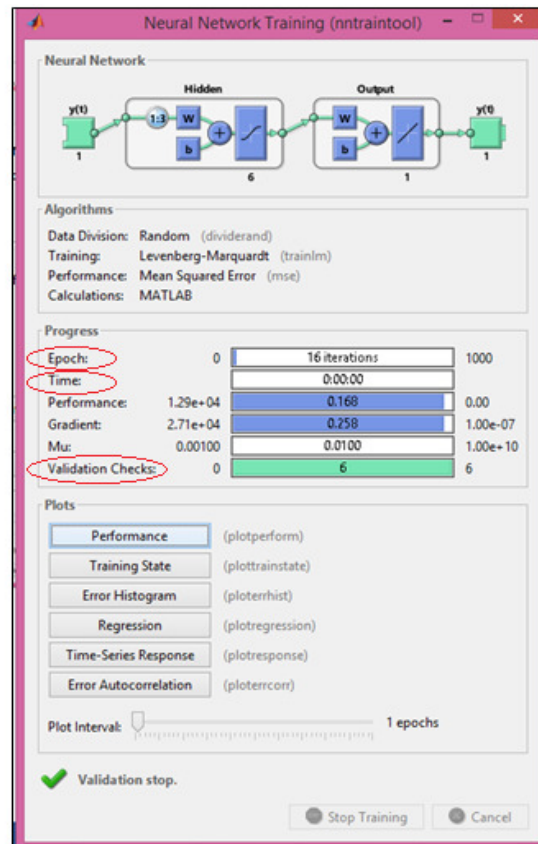 Neural Network Training (nntraintool)
Neural Network
Hidden
Output
y(t)
1:3
W
b
W
b
y(t)
1
6
1
1
Algorithms
Data Division: Random (dividerand)
Training: Levenberg-Marquardt (trainlm)
Performance: Mean Squared Error (mse)
Calculations: MATLAB
Progress
Epoch: 0 16 iterations 1000
Time: 0:00:00
Performance: 1.29e+04 0.168 0.00
Gradient: 2.71e+04 0.258 1.00e-07
Mu: 0.00100 0.0100 1.00e+10
Validation Checks: 0 6 6
Plots
Performance (plotperform)
Training State (plottrainstate)
Error Histogram (ploterrhist)
Regression (plotregression)
Time-Series Response (plotresponse)
Error Autocorrelation (ploterrcorr)
Plot Interval: 1 epochs
Validation stop.
Stop Training Cancel